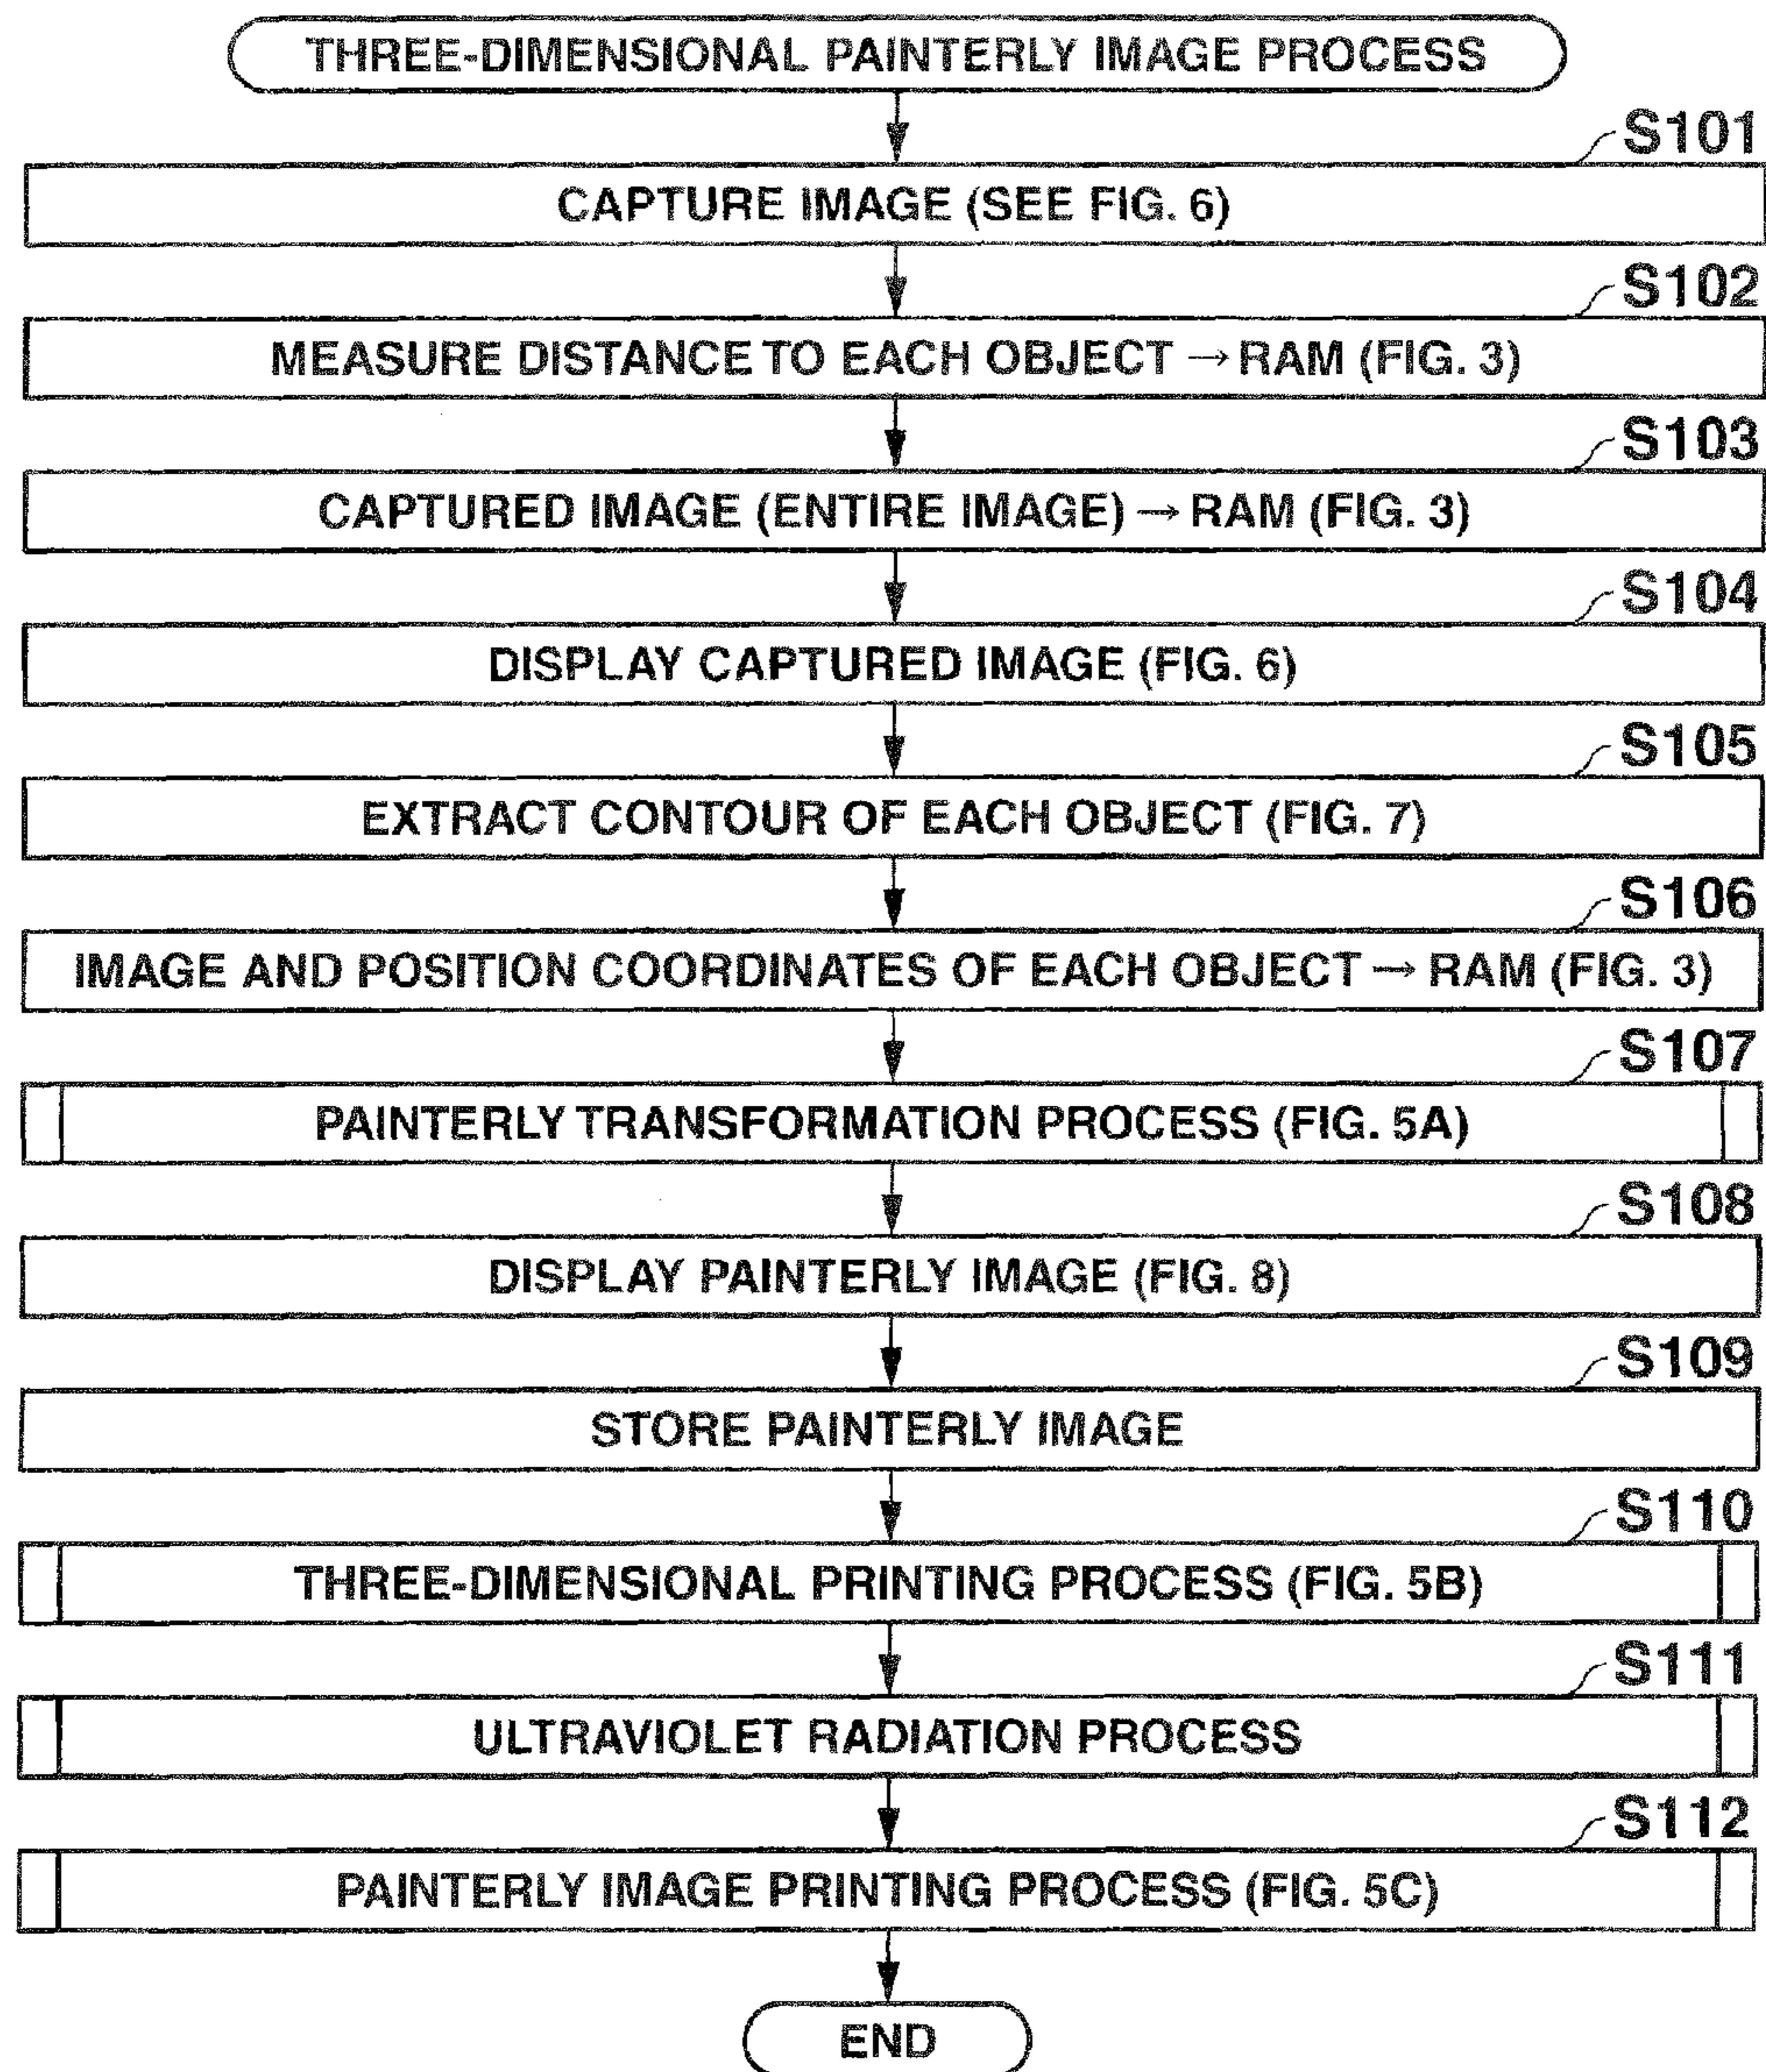 THREE-DIMENSIONAL PAINTERLY IMAGE PROCESS
S101
CAPTURE IMAGE (SEE FIG. 6)
S102
MEASURE DISTANCE TO EACH OBJECT → RAM (FIG. 3)
S103
CAPTURED IMAGE (ENTIRE IMAGE) → RAM (FIG. 3)
S104
DISPLAY CAPTURED IMAGE (FIG. 6)
S105
EXTRACT CONTOUR OF EACH OBJECT (FIG. 7)
S106
IMAGE AND POSITION COORDINATES OF EACH OBJECT → RAM (FIG. 3)
S107
PAINTERLY TRANSFORMATION PROCESS (FIG. 5A)
S108
DISPLAY PAINTERLY IMAGE (FIG. 8)
S109
STORE PAINTERLY IMAGE
S110
THREE-DIMENSIONAL PRINTING PROCESS (FIG. 5B)
S111
ULTRAVIOLET RADIATION PROCESS
S112
PAINTERLY IMAGE PRINTING PROCESS (FIG. 5C)
END